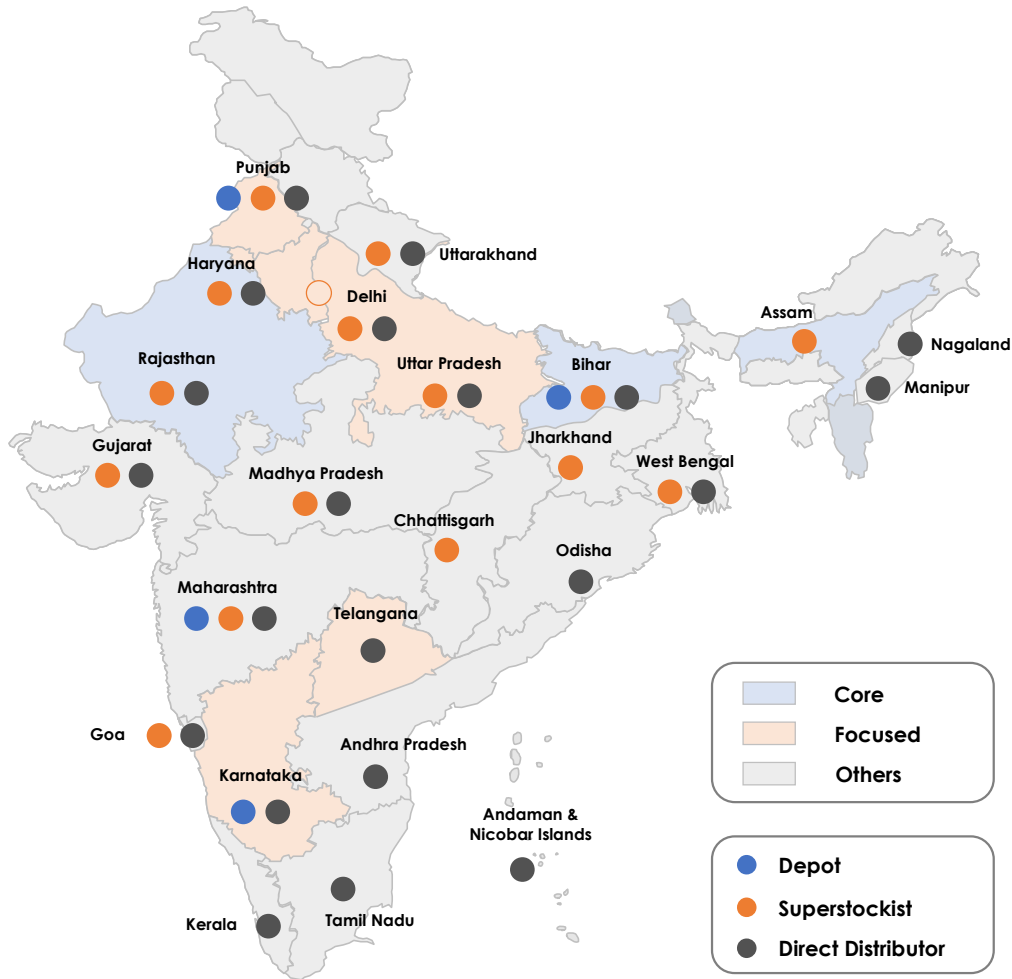 Punjab
Uttarakhand
Haryana
Delhi
Assam
Nagaland
Rajasthan
Uttar Pradesh
Bihar
Manipur
Gujarat
Madhya Pradesh
Jharkhand
West Bengal
Chhattisgarh
Odisha
Maharashtra
Telangana
Goa
Andhra Pradesh
Karnataka
Andaman &
Nicobar Islands
Kerala
Tamil Nadu
Core
Focused
Others
Depot
Superstockist
Direct Distributor